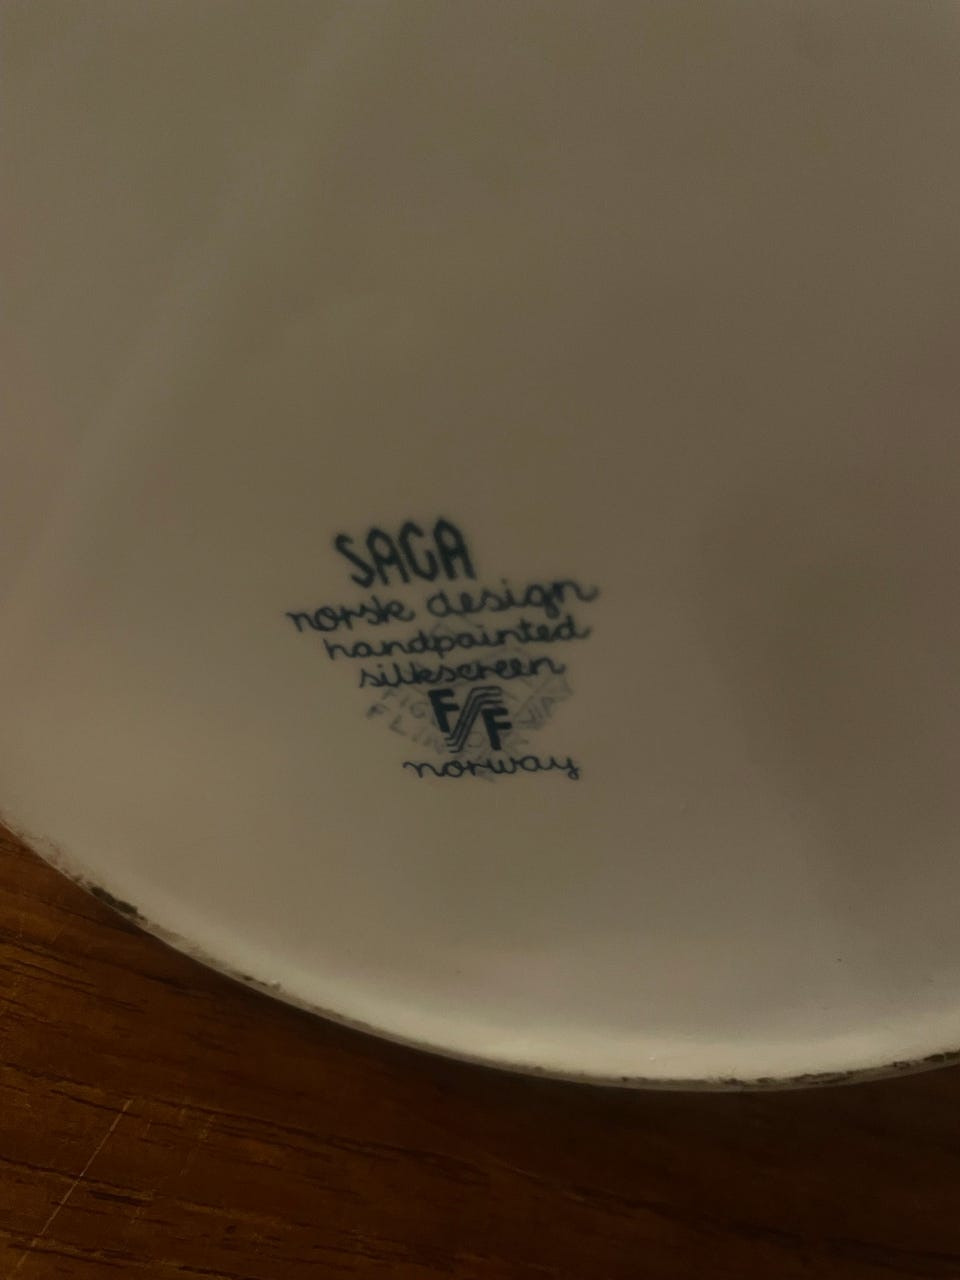 SAGA
norsk design
handpainted
silkscreen
F F
norway